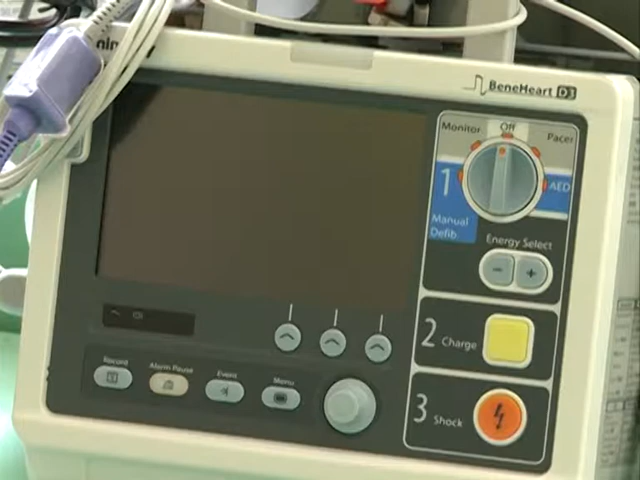 BeneHeart D3
Monitor
Off
Pacer
AED
1
Manual
Defib
Energy Select
- +
2 Charge
3 Shock
Record
Alarm Pause
Event
Menu